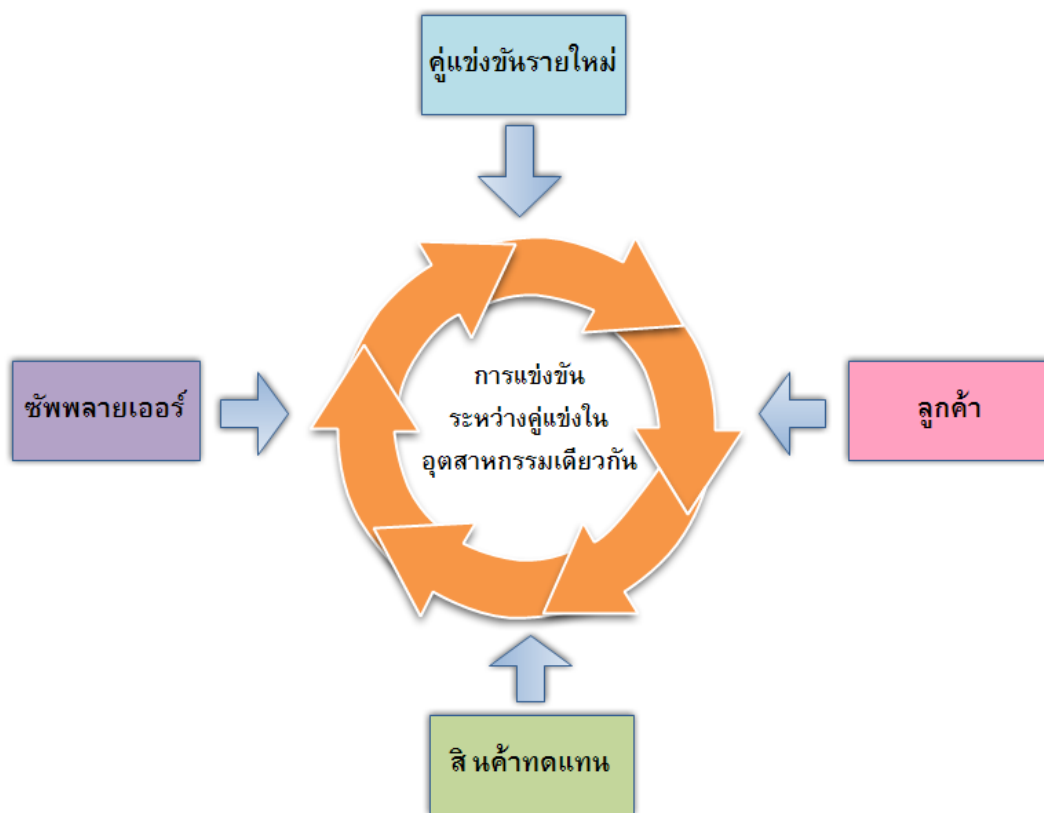 คู่แข่งขันรายใหม่
ซัพพลายเออร์
การแข่งขัน
ระหว่างคู่แข่งใน
อุตสาหกรรมเดียวกัน
ลูกค้า
สินค้าทดแทน